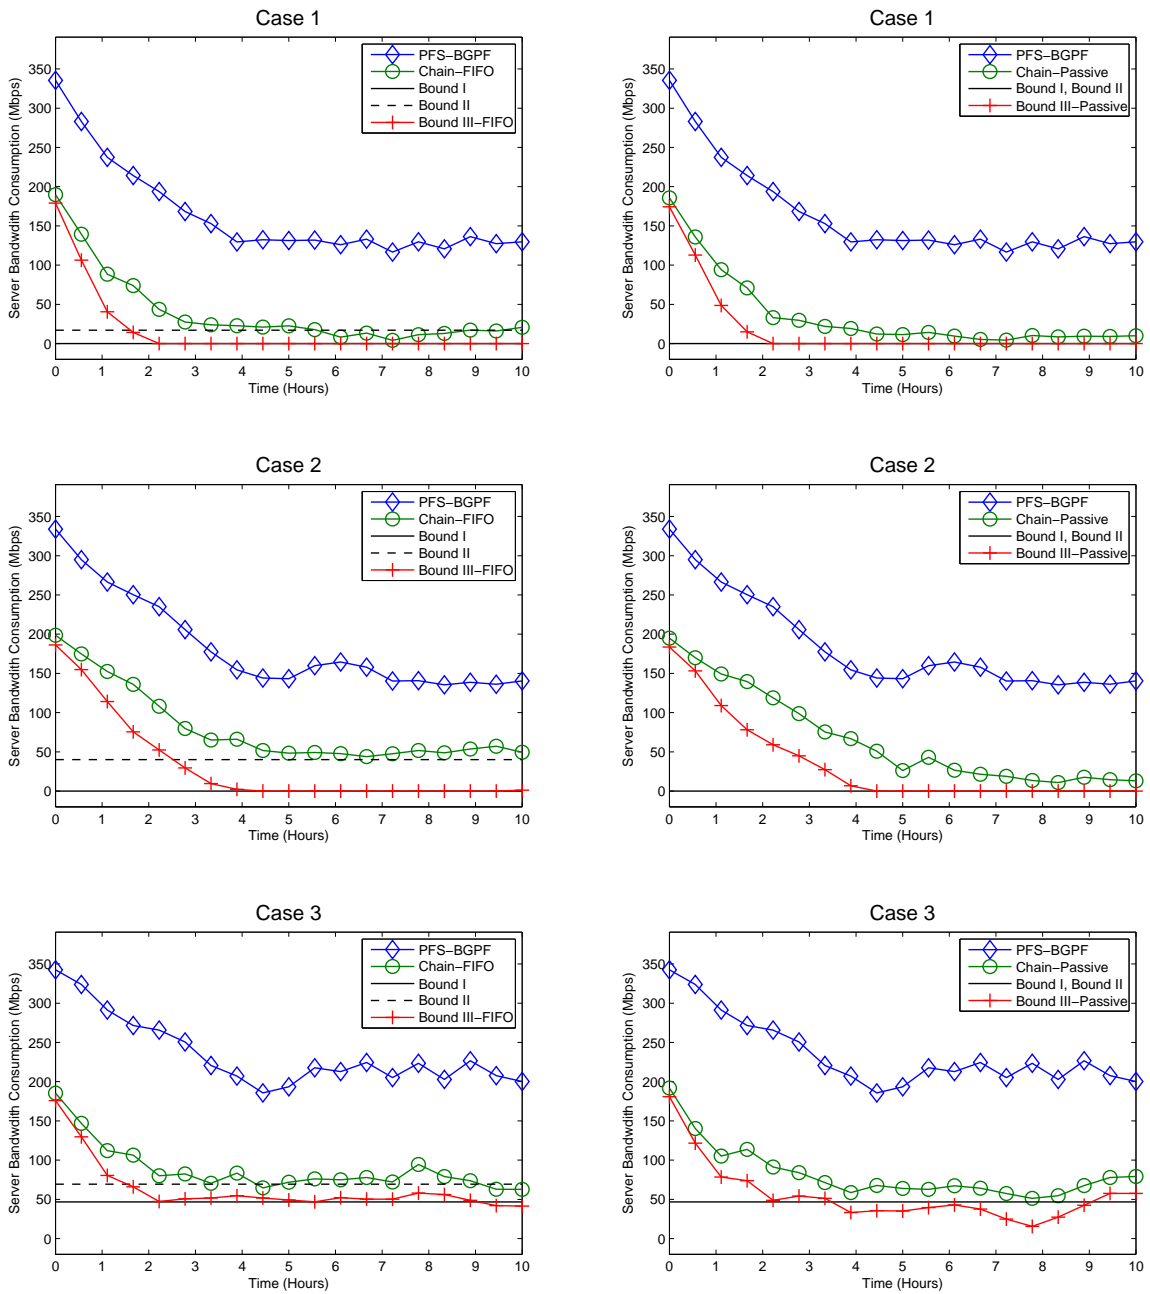 Case 1
Server Bandwdith Consumption (Mbps)
350
300
250
200
150
100
50
0
0 1 2 3 4 5 6 7 8 9 10
Time (Hours)
PFS−BGPF
Chain−FIFO
Bound I
Bound II
Bound III−FIFO
Case 1
Server Bandwdith Consumption (Mbps)
350
300
250
200
150
100
50
0
0 1 2 3 4 5 6 7 8 9 10
Time (Hours)
PFS−BGPF
Chain−Passive
Bound I, Bound II
Bound III−Passive
Case 2
Server Bandwdith Consumption (Mbps)
350
300
250
200
150
100
50
0
0 1 2 3 4 5 6 7 8 9 10
Time (Hours)
PFS−BGPF
Chain−FIFO
Bound I
Bound II
Bound III−FIFO
Case 2
Server Bandwdith Consumption (Mbps)
350
300
250
200
150
100
50
0
0 1 2 3 4 5 6 7 8 9 10
Time (Hours)
PFS−BGPF
Chain−Passive
Bound I, Bound II
Bound III−Passive
Case 3
Server Bandwdith Consumption (Mbps)
350
300
250
200
150
100
50
0
0 1 2 3 4 5 6 7 8 9 10
Time (Hours)
PFS−BGPF
Chain−FIFO
Bound I
Bound II
Bound III−FIFO
Case 3
Server Bandwdith Consumption (Mbps)
350
300
250
200
150
100
50
0
0 1 2 3 4 5 6 7 8 9 10
Time (Hours)
PFS−BGPF
Chain−Passive
Bound I, Bound II
Bound III−Passive